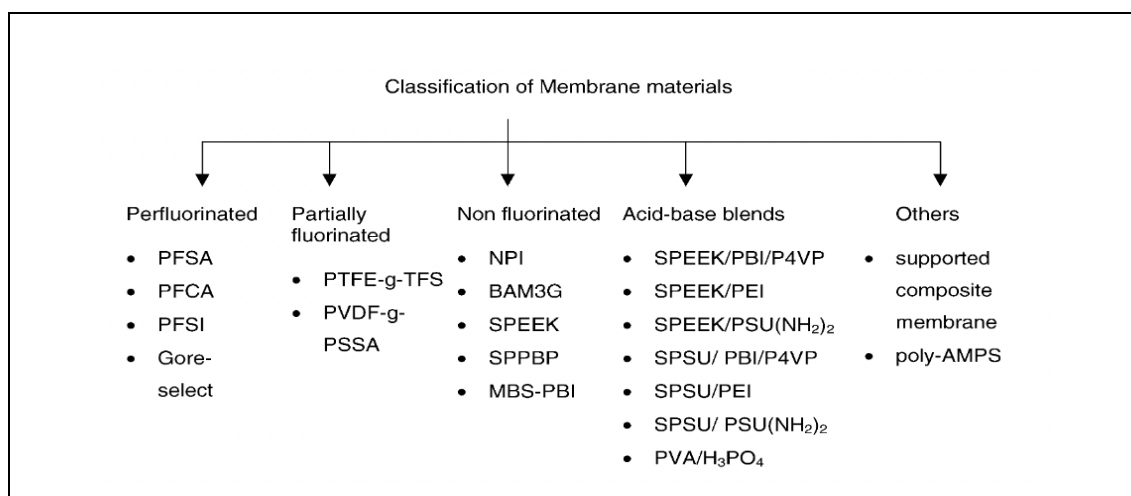 Classification of Membrane materials
Perfluorinated
• PFSA
• PFCA
• PFSI
• Gore-
select
Partially
fluorinated
• PTFE-g-TFS
• PVDF-g-
PSSA
Non fluorinated
• NPI
• BAM3G
• SPEEK
• SPPBP
• MBS-PBI
Acid-base blends
• SPEEK/PBI/P4VP
• SPEEK/PEI
• SPEEK/PSU(NH₂)₂
• SPSU/ PBI/P4VP
• SPSU/PEI
• SPSU/ PSU(NH₂)₂
• PVA/H₃PO₄
Others
• supported
composite
membrane
• poly-AMPS